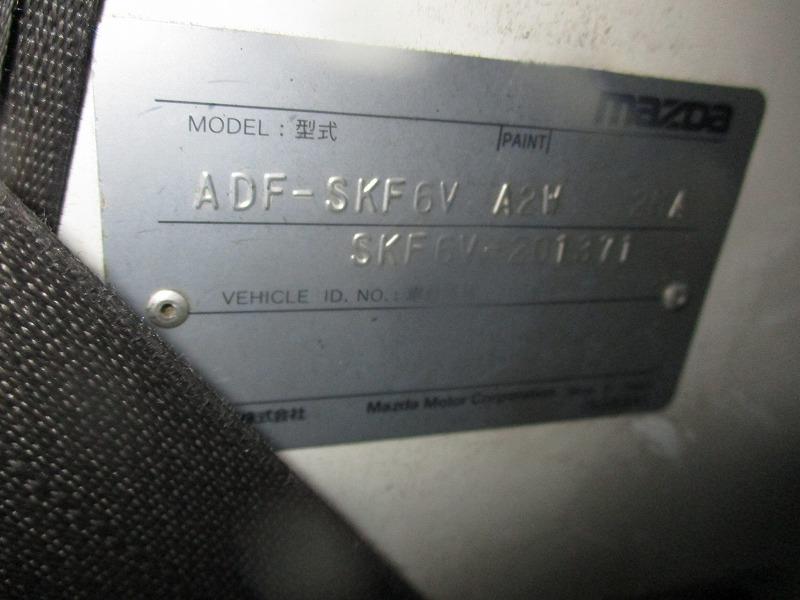 mazda
MODEL : 型式 PAINT
ADF-SKF6V A2W
SKF6V-201371
VEHICLE ID. NO. :
株式会社 Mazda Motor Corporation